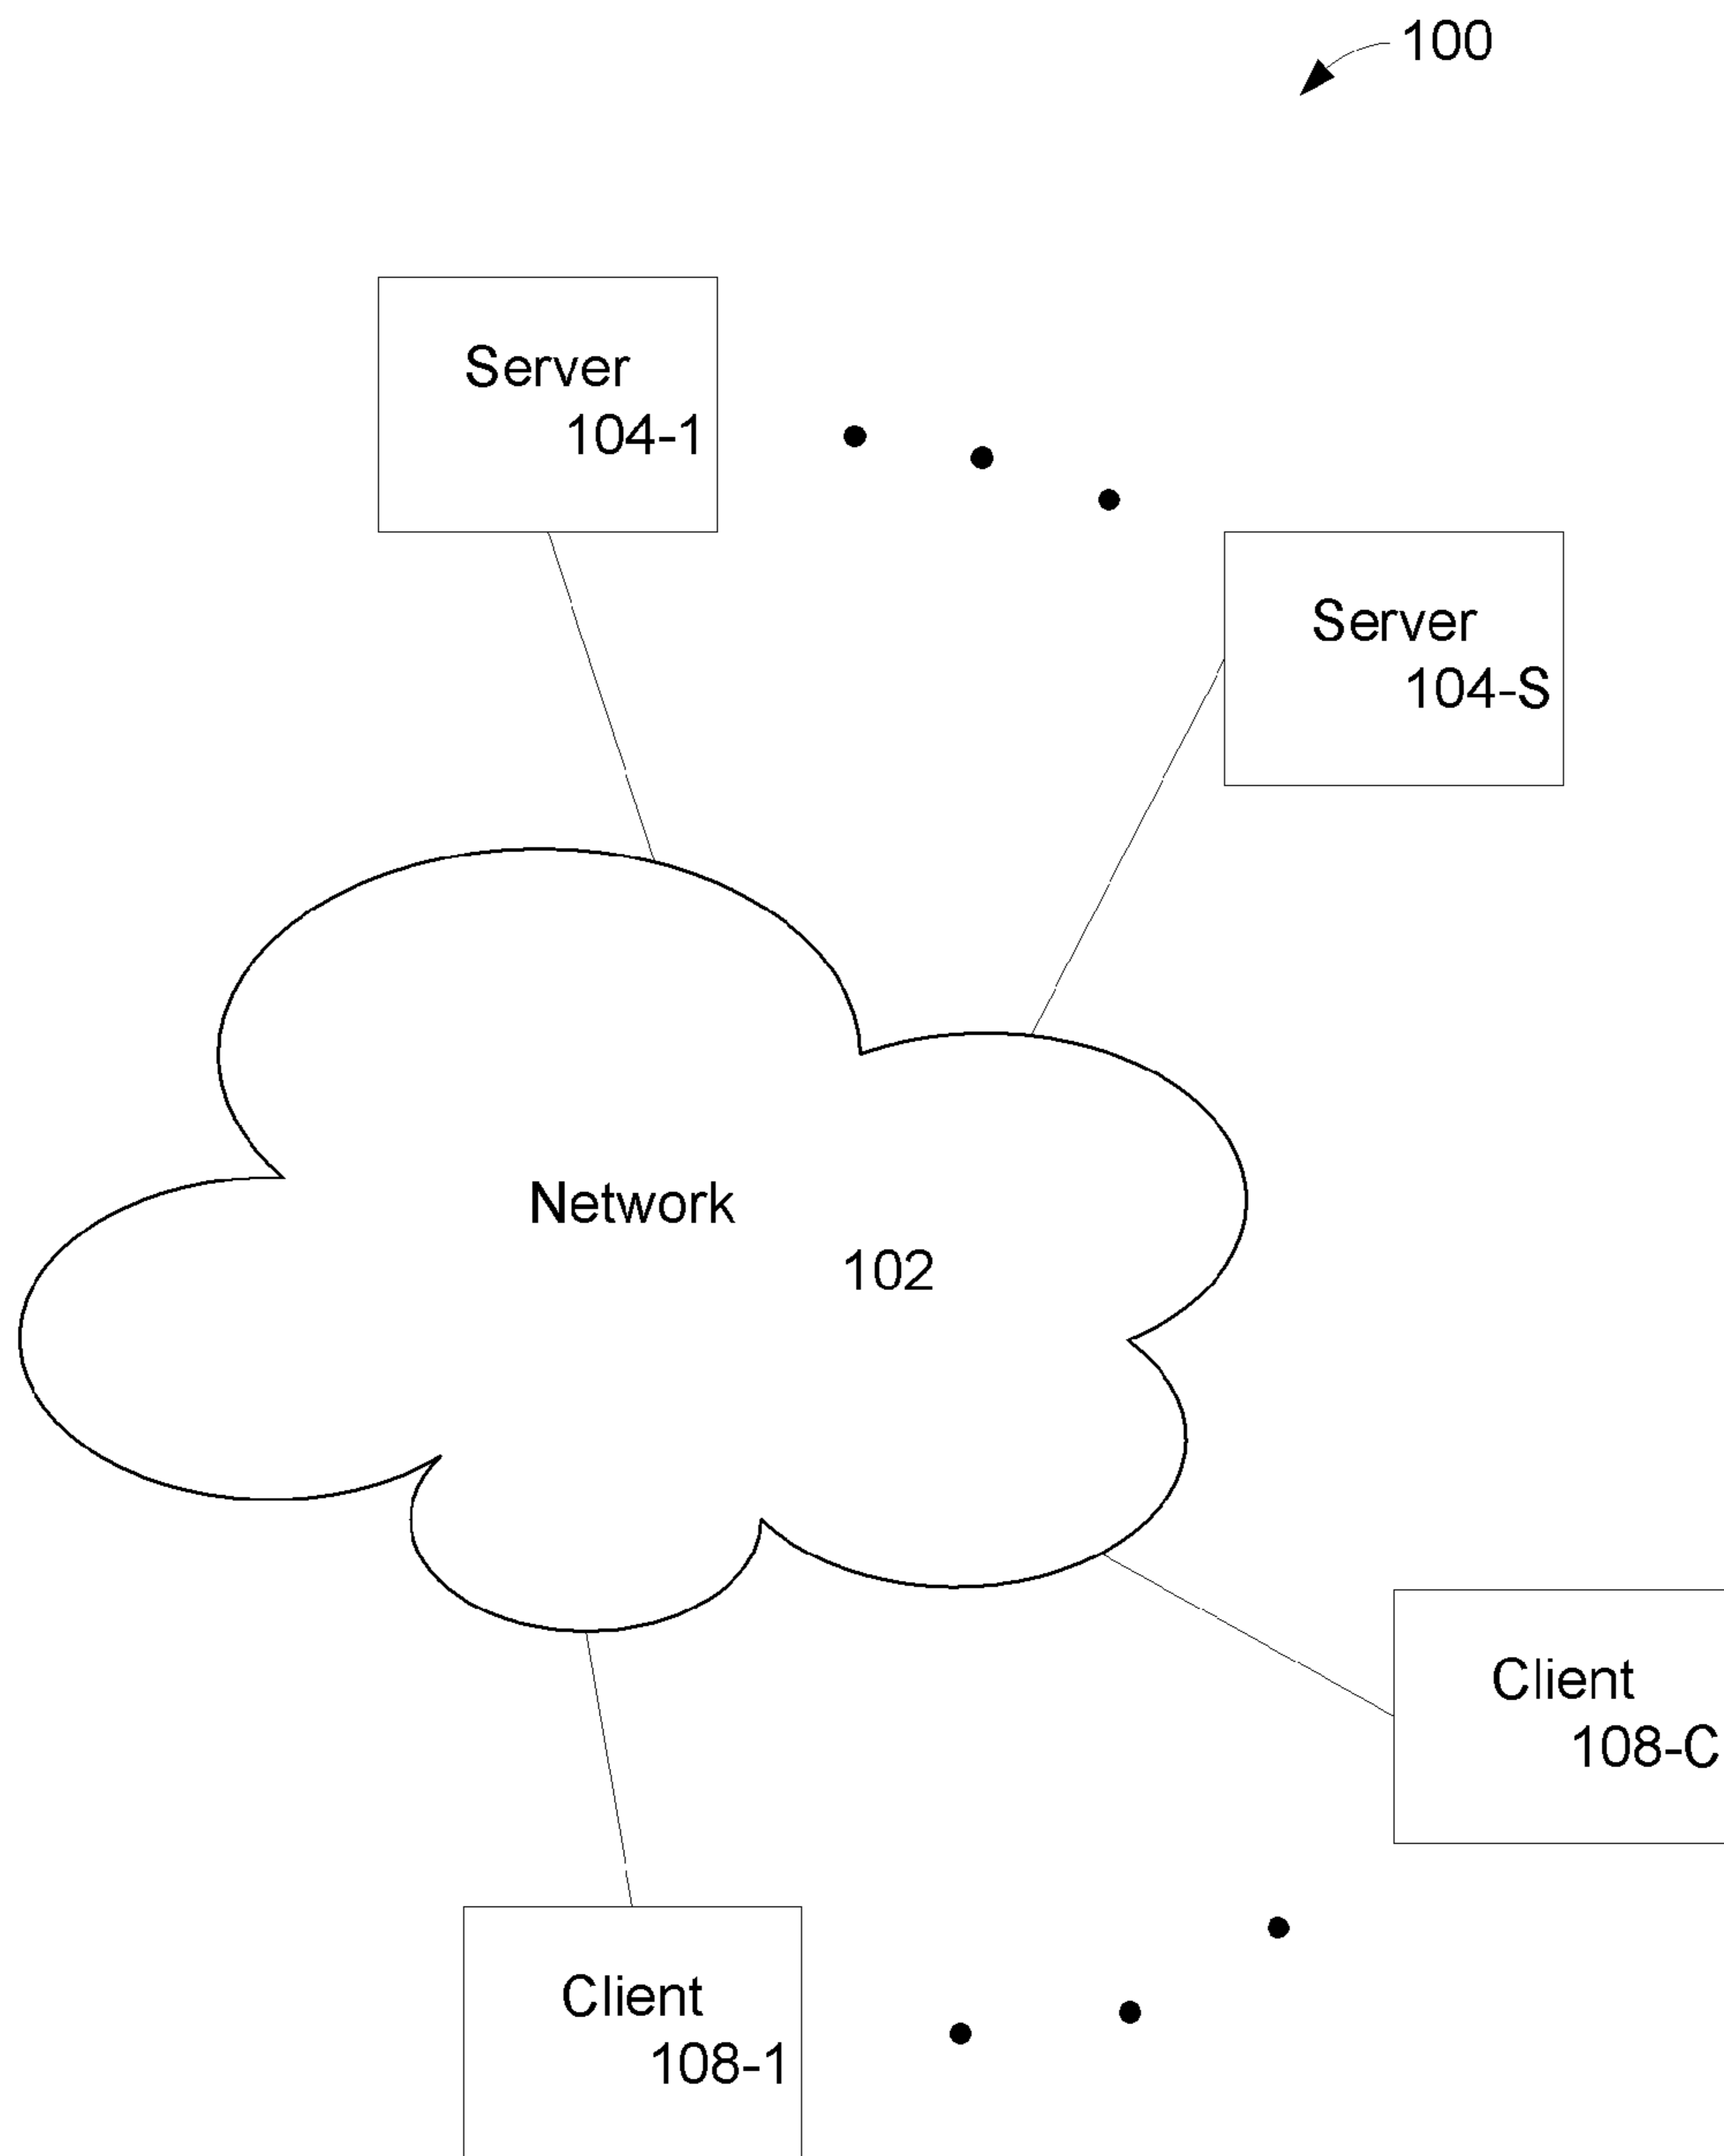 100
Server
104-1
Server
104-S
Network
102
Client
108-C
Client
108-1